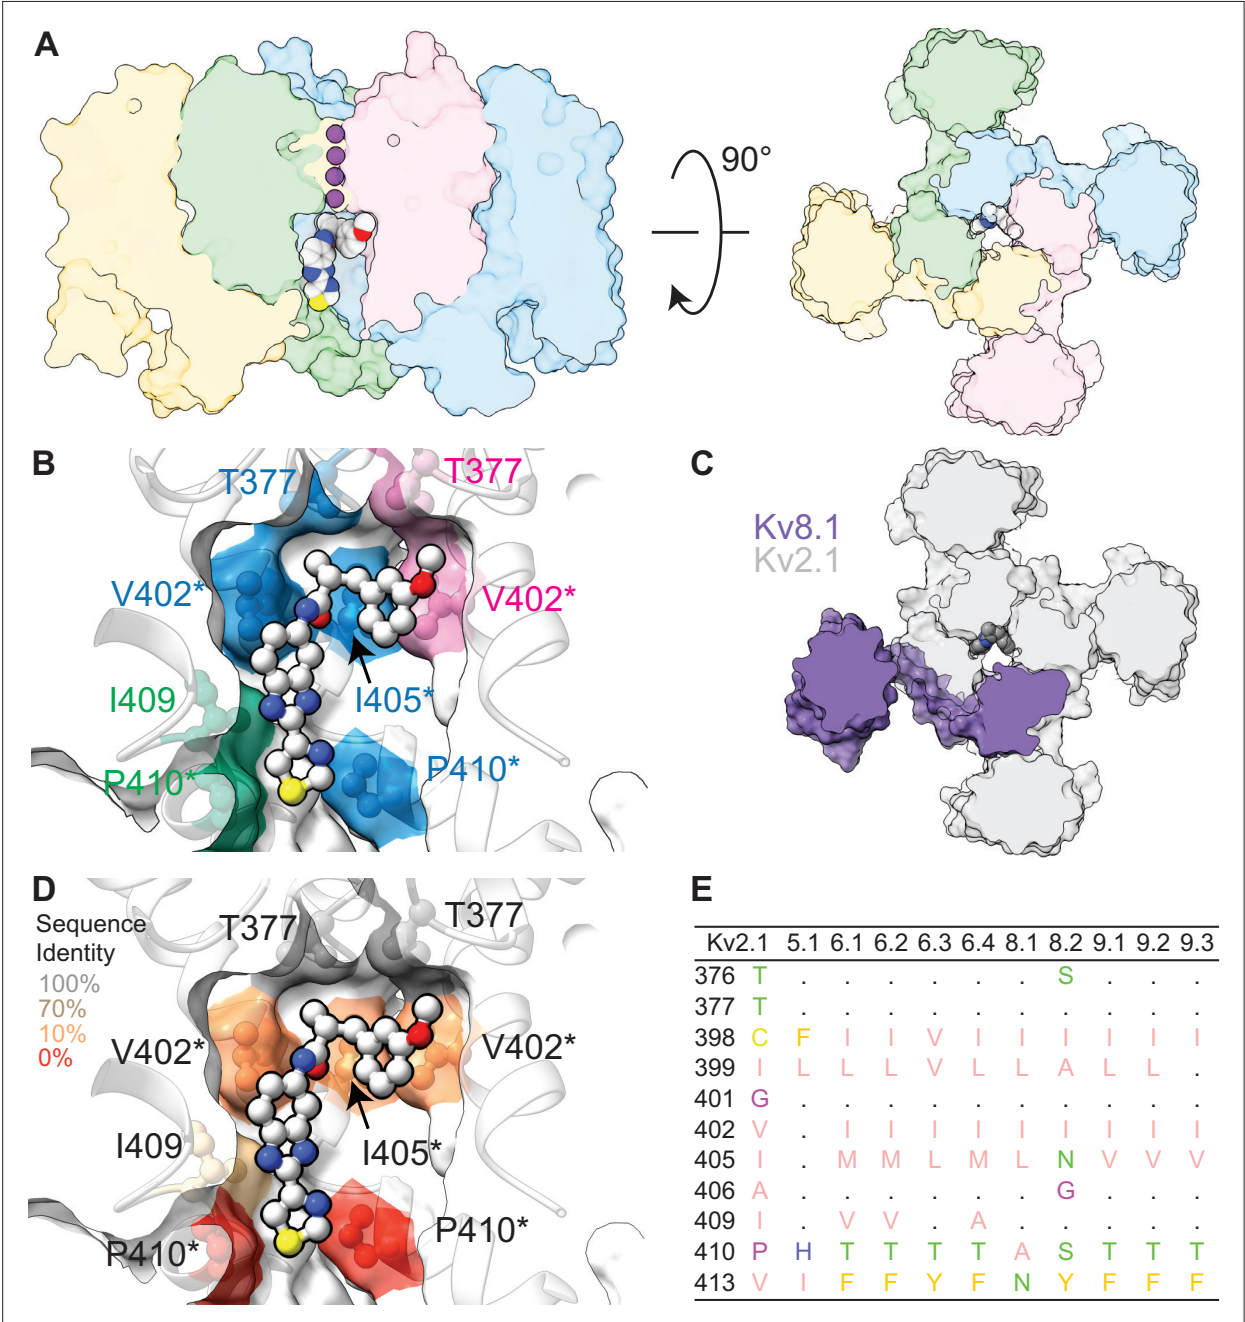 A
90°
B
T377
T377
V402*
V402*
I405*
I409
P410*
P410*
C
Kv8.1
Kv2.1
D
Sequence
Identity
100%
70%
10%
0%
T377
T377
V402*
V402*
I405*
I409
P410*
P410*
E
Kv2.1 5.1 6.1 6.2 6.3 6.4 8.1 8.2 9.1 9.2 9.3
376 T . . . . . . S . . .
377 T . . . . . . . . . .
398 C F I I V I I I I I I
399 I L L L V L L A L L .
401 G . . . . . . . . . .
402 V . I I I I I I I I I
405 I . M M L M L N V V V
406 A . . . . . . G . . .
409 I . V V . A . . . . .
410 P H T T T T A S T T T
413 V I F F Y F N Y F F F